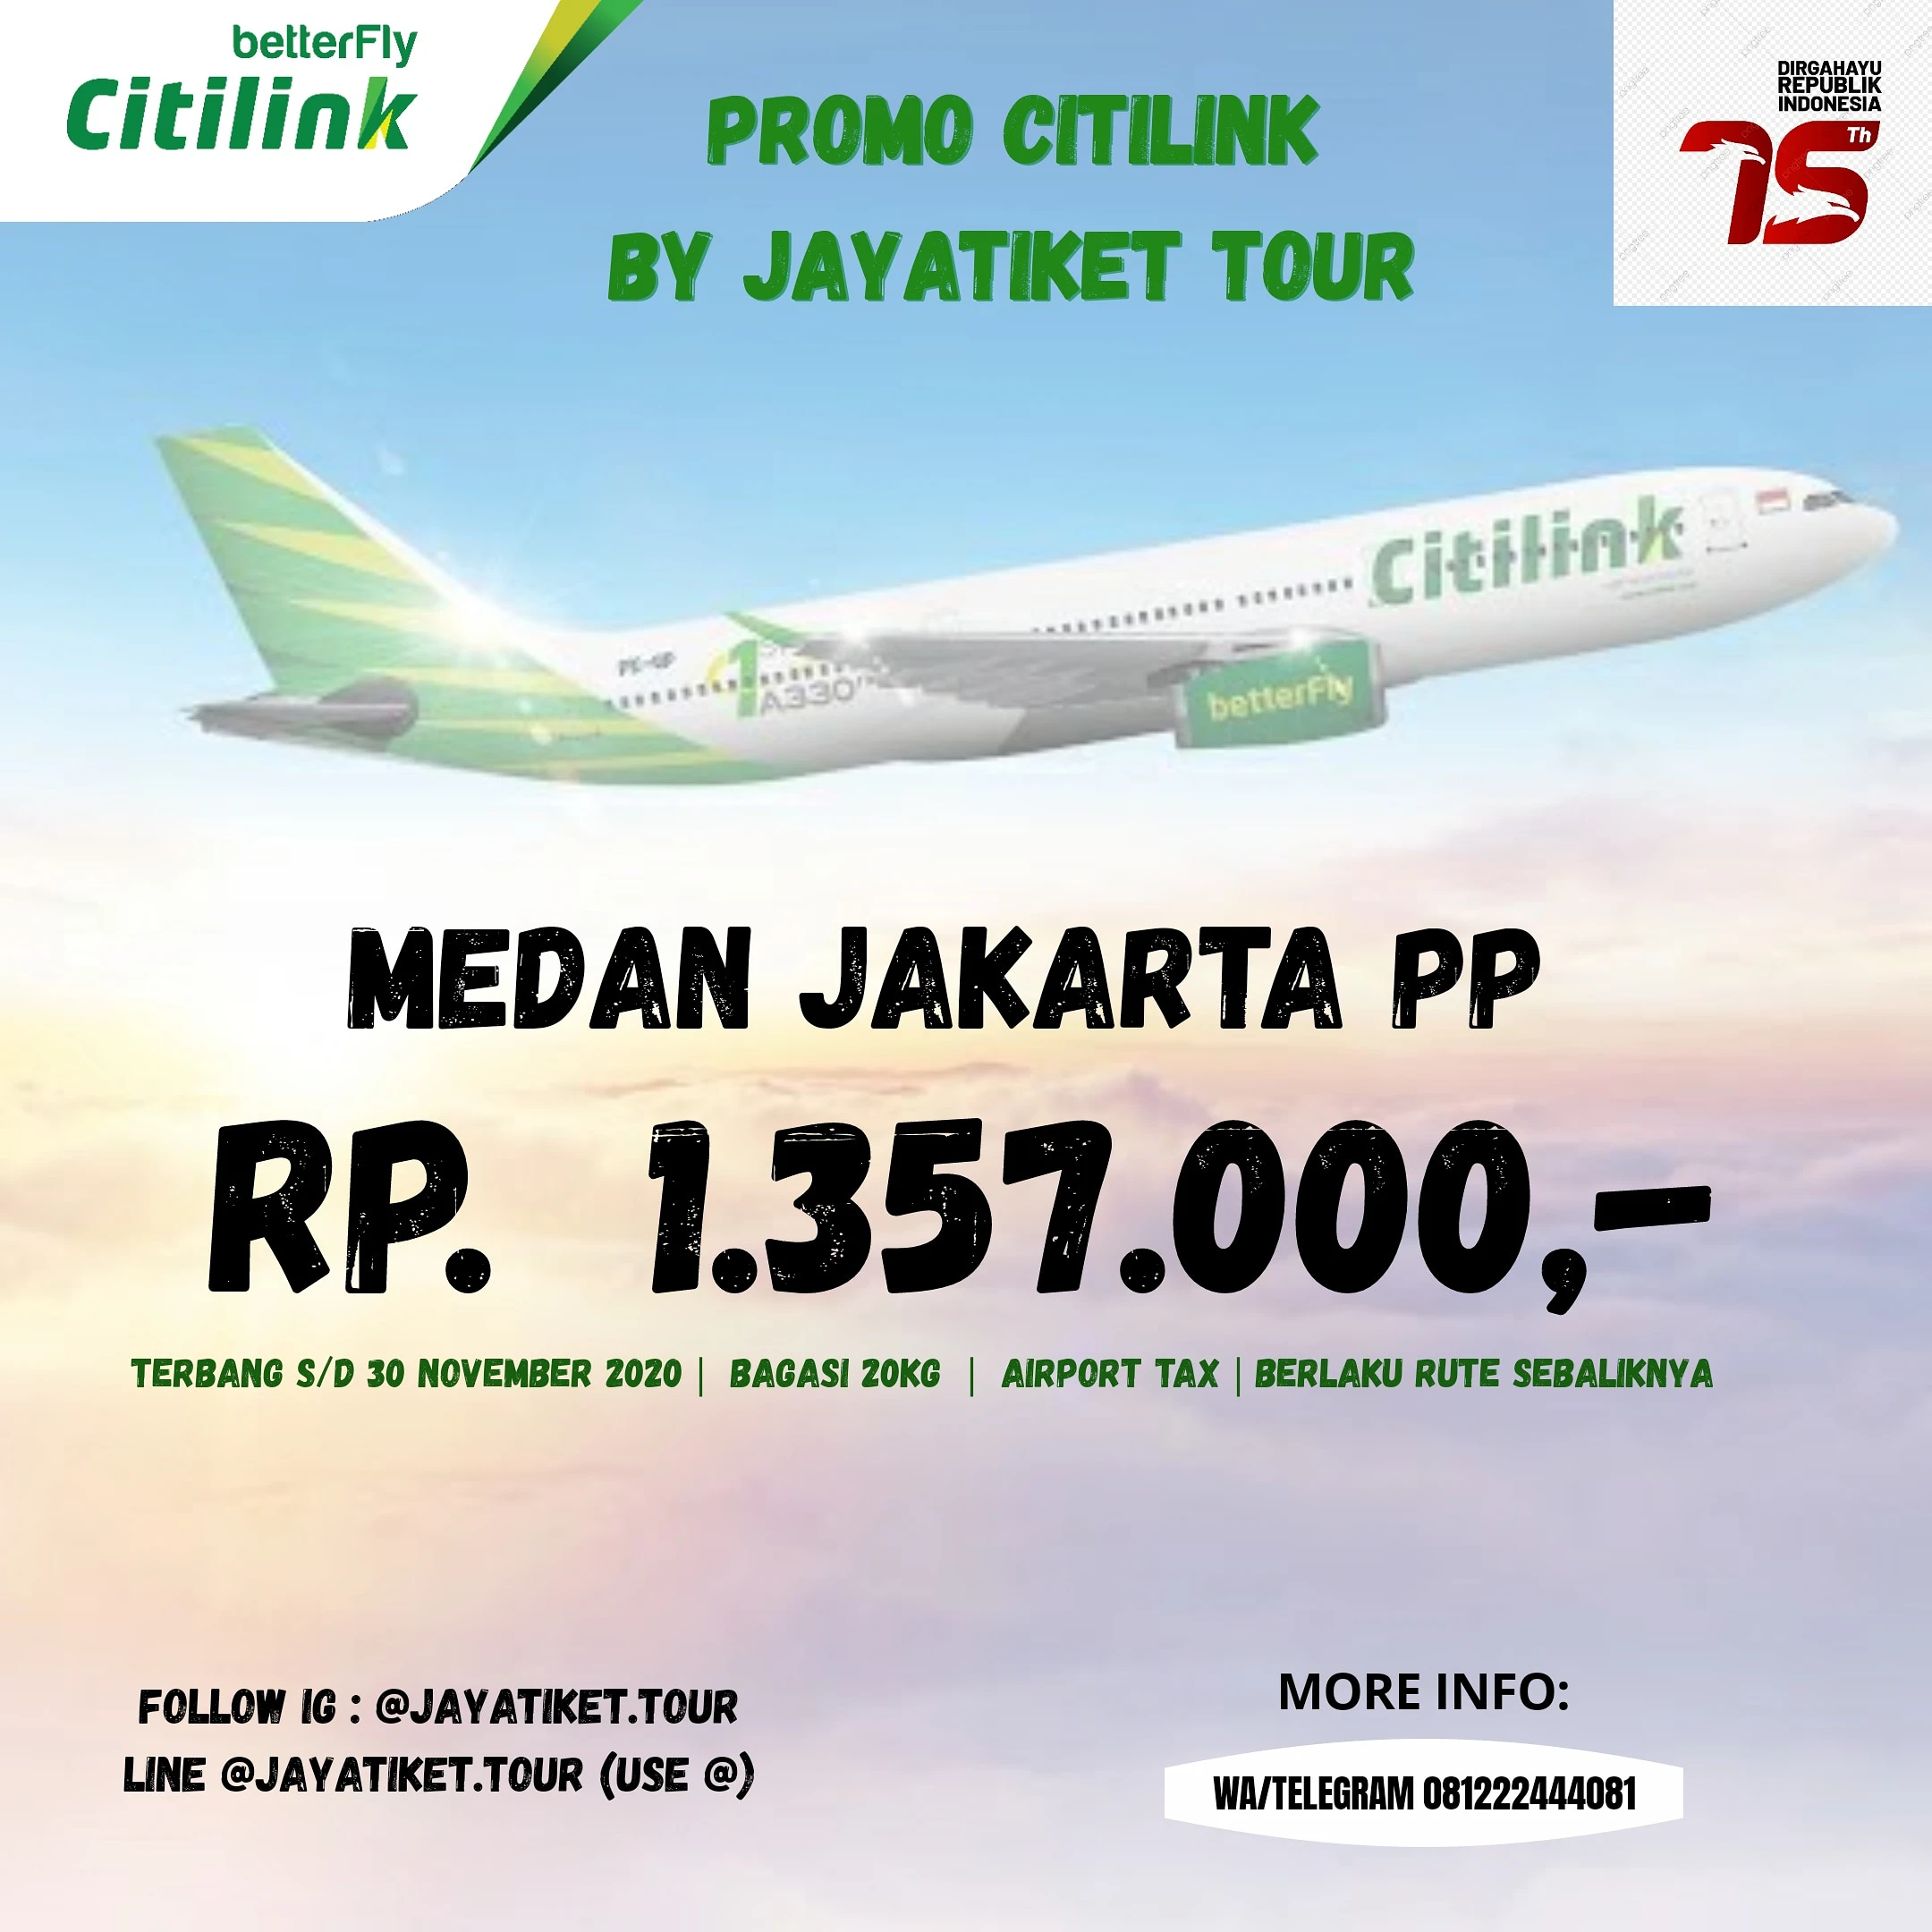 betterFly
Citilink
PROMO CITILINK
BY JAYATIKET TOUR
DIRGAHAYU
REPUBLIK
INDONESIA
75 Th
Citilink
A330
betterFly
MEDAN JAKARTA PP
RP. 1.357.000,-
TERBANG S/D 30 NOVEMBER 2020 | BAGASI 20KG | AIRPORT TAX | BERLAKU RUTE SEBALIKNYA
FOLLOW IG : @JAYATIKET.TOUR
LINE @JAYATIKET.TOUR (USE @)
MORE INFO:
WA/TELEGRAM 081222444081